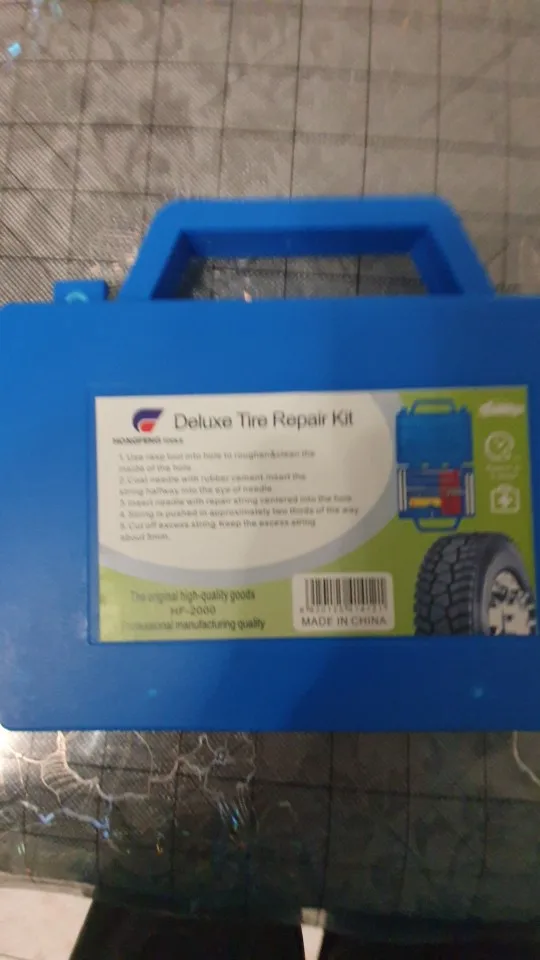 Deluxe Tire Repair Kit
HONGFENG TOOLS
1. Use rasp tool into hole to roughen&clean the
inside of the hole
2. Coat needle with rubber cement insert the
string halfway into the eye of needle
3. Insert needle with repair string centered into the hole
4. String is pushed in approximately two thirds of the way
5. Cut off excess string. Keep the excess string
about 5mm.
The original high-quality goods
HF-2000
Professional manufacturing quality
MADE IN CHINA